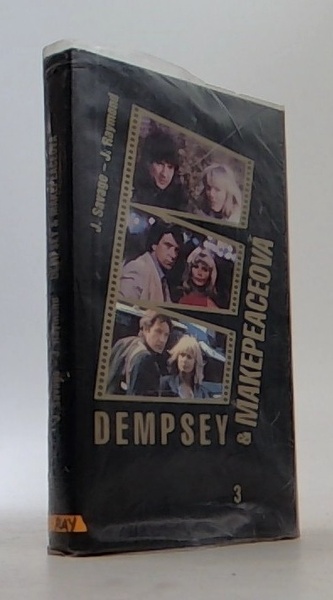 J. Savage – J. Raymond
DEMPSEY
& MAKEPEACEOVÁ
3
RAY